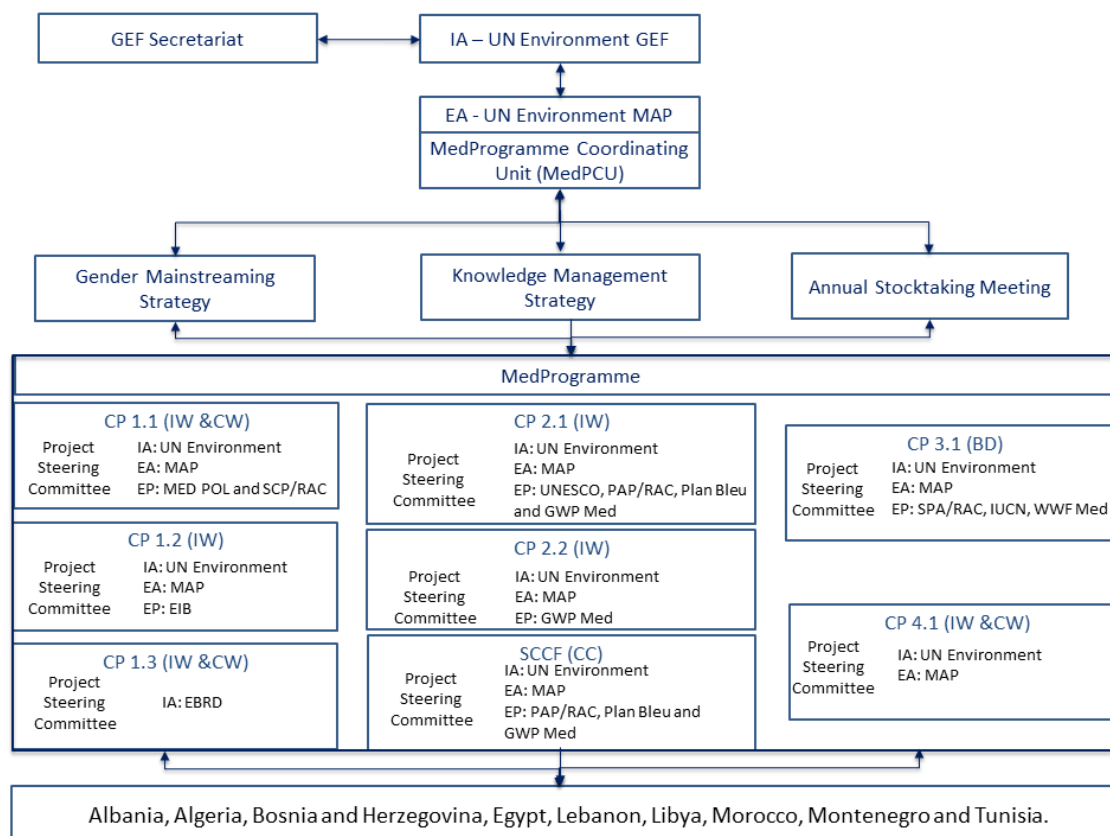 GEF Secretariat
IA – UN Environment GEF
EA - UN Environment MAP
MedProgramme Coordinating
Unit (MedPCU)
Gender Mainstreaming
Strategy
Knowledge Management
Strategy
Annual Stocktaking Meeting
MedProgramme
CP 1.1 (IW &CW)
Project
Steering
Committee
IA: UN Environment
EA: MAP
EP: MED POL and SCP/RAC
CP 1.2 (IW)
Project
Steering
Committee
IA: UN Environment
EA: MAP
EP: EIB
CP 1.3 (IW &CW)
Project
Steering
Committee
IA: EBRD
CP 2.1 (IW)
Project
Steering
Committee
IA: UN Environment
EA: MAP
EP: UNESCO, PAP/RAC, Plan Bleu
and GWP Med
CP 2.2 (IW)
Project
Steering
Committee
IA: UN Environment
EA: MAP
EP: GWP Med
SCCF (CC)
Project
Steering
Committee
IA: UN Environment
EA: MAP
EP: PAP/RAC, Plan Bleu and
GWP Med
CP 3.1 (BD)
Project
Steering
Committee
IA: UN Environment
EA: MAP
EP: SPA/RAC, IUCN, WWF Med
CP 4.1 (IW &CW)
Project
Steering
Committee
IA: UN Environment
EA: MAP
Albania, Algeria, Bosnia and Herzegovina, Egypt, Lebanon, Libya, Morocco, Montenegro and Tunisia.